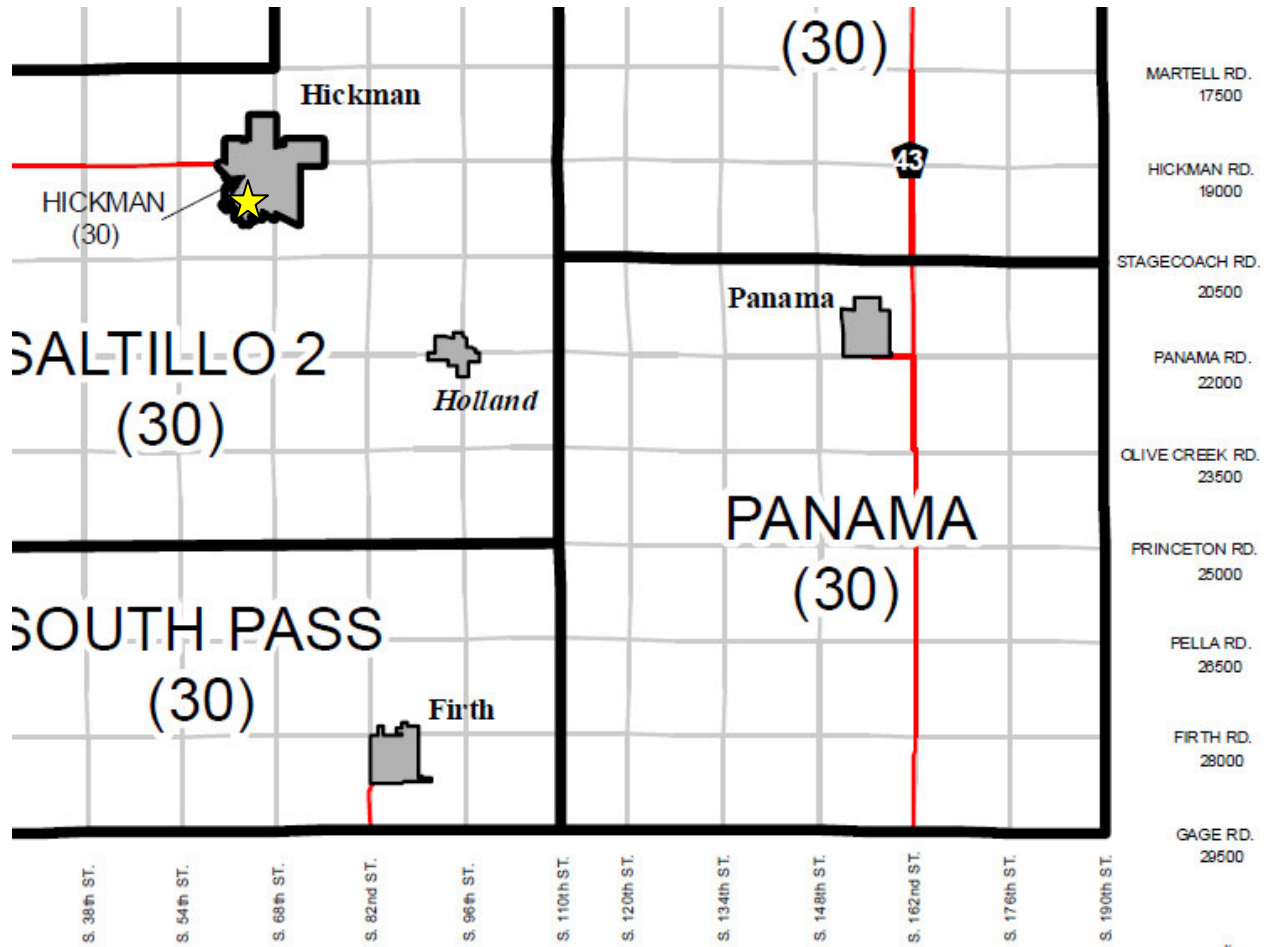 (30)
MARTELL RD.
17500
Hickman
43
HICKMAN RD.
19000
HICKMAN
(30)
STAGECOACH RD.
20500
Panama
SALTILLO 2
(30)
Holland
PANAMA RD.
22000
OLIVE CREEK RD.
23500
PANAMA
(30)
PRINCETON RD.
25000
SOUTH PASS
(30)
PELLA RD.
26500
Firth
FIRTH RD.
28000
GAGE RD.
29500
S. 38th ST.
S. 54th ST.
S. 68th ST.
S. 82nd ST.
S. 96th ST.
S. 110th ST.
S. 120th ST.
S. 134th ST.
S. 148th ST.
S. 162nd ST.
S. 176th ST.
S. 190th ST.